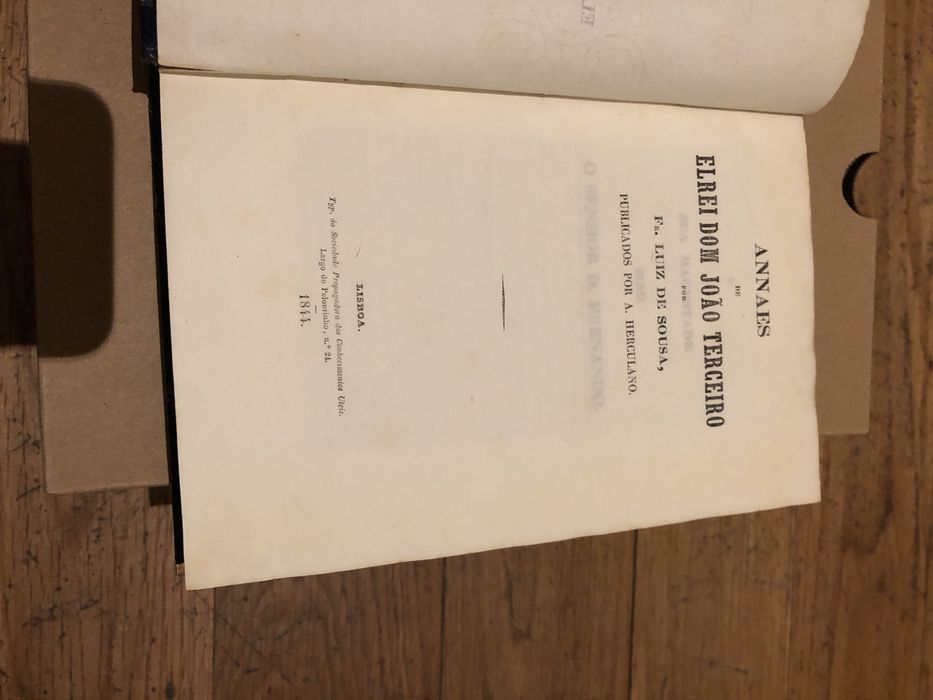 ANNAES
DE
ELREI DOM JOÃO TERCEIRO
POR
FR. LUIZ DE SOUSA,
PUBLICADOS POR A. HERCULANO.
LISBOA.
Typ. da Sociedade Propagadora dos Conhecimentos Uteis.
Largo do Pelourinho, n.º 24.
1844.